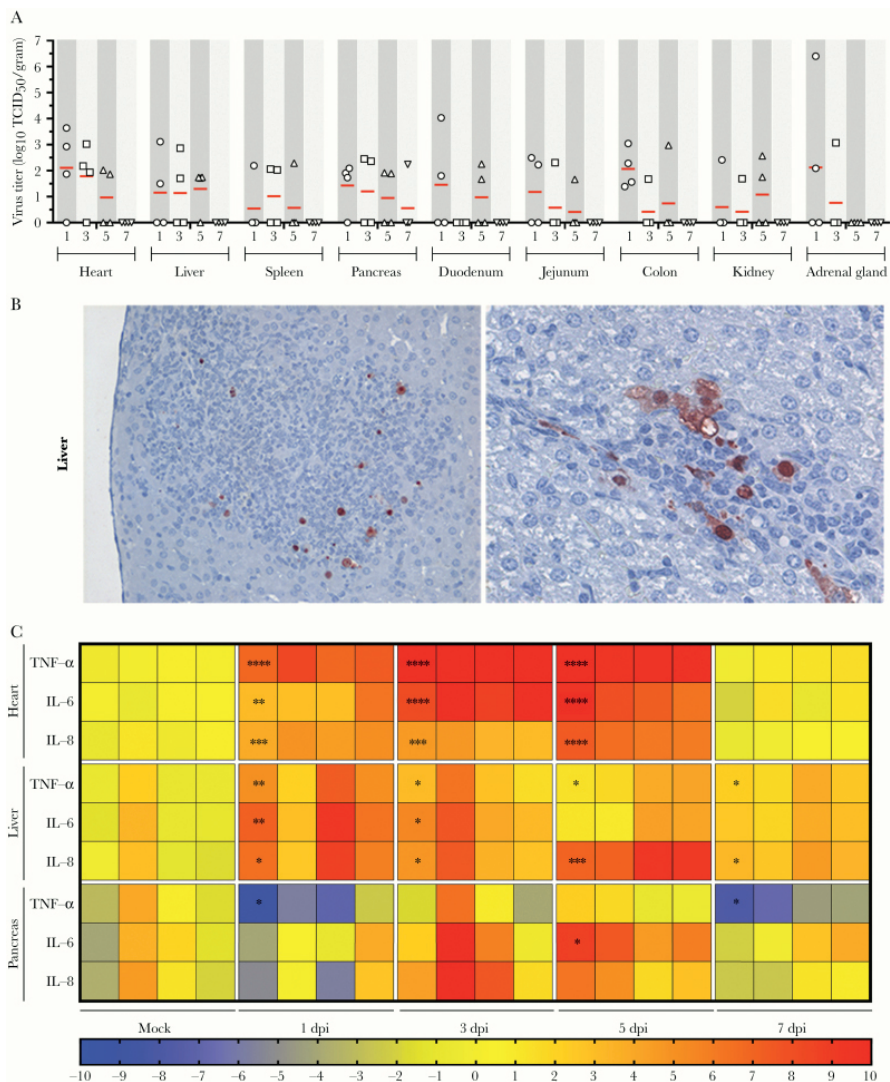 A
Virus titer (log10 TCID50/gram)
7
6
5
4
3
2
1
0
1 3 5 7 1 3 5 7 1 3 5 7 1 3 5 7 1 3 5 7 1 3 5 7 1 3 5 7 1 3 5 7 1 3 5 7
Heart Liver Spleen Pancreas Duodenum Jejunum Colon Kidney Adrenal gland
B
Liver
C
Heart
TNF-α **** **** ****
IL-6 ** **** ****
IL-8 *** *** ****
Liver
TNF-α ** * * *
IL-6 ** *
IL-8 * * *** *
Pancreas
TNF-α * *
IL-6 *
IL-8
Mock 1 dpi 3 dpi 5 dpi 7 dpi
−10 −9 −8 −7 −6 −5 −4 −3 −2 −1 0 1 2 3 4 5 6 7 8 9 10